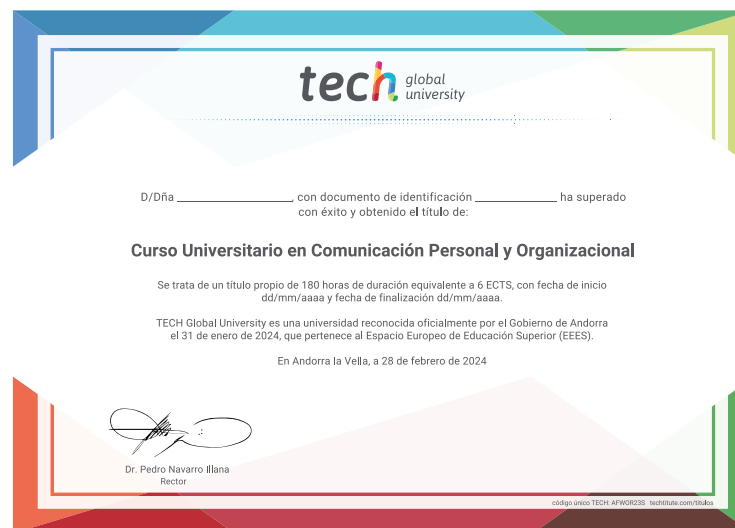 tech global university
D/Dña ______________, con documento de identificación __________ ha superado
con éxito y obtenido el título de:
Curso Universitario en Comunicación Personal y Organizacional
Se trata de un título propio de 180 horas de duración equivalente a 6 ECTS, con fecha de inicio
dd/mm/aaaa y fecha de finalización dd/mm/aaaa.
TECH Global University es una universidad reconocida oficialmente por el Gobierno de Andorra
el 31 de enero de 2024, que pertenece al Espacio Europeo de Educación Superior (EEES).
En Andorra la Vella, a 28 de febrero de 2024
Dr. Pedro Navarro Illana
Rector
código único TECH: AFWOR23S techtitute.com/titulos